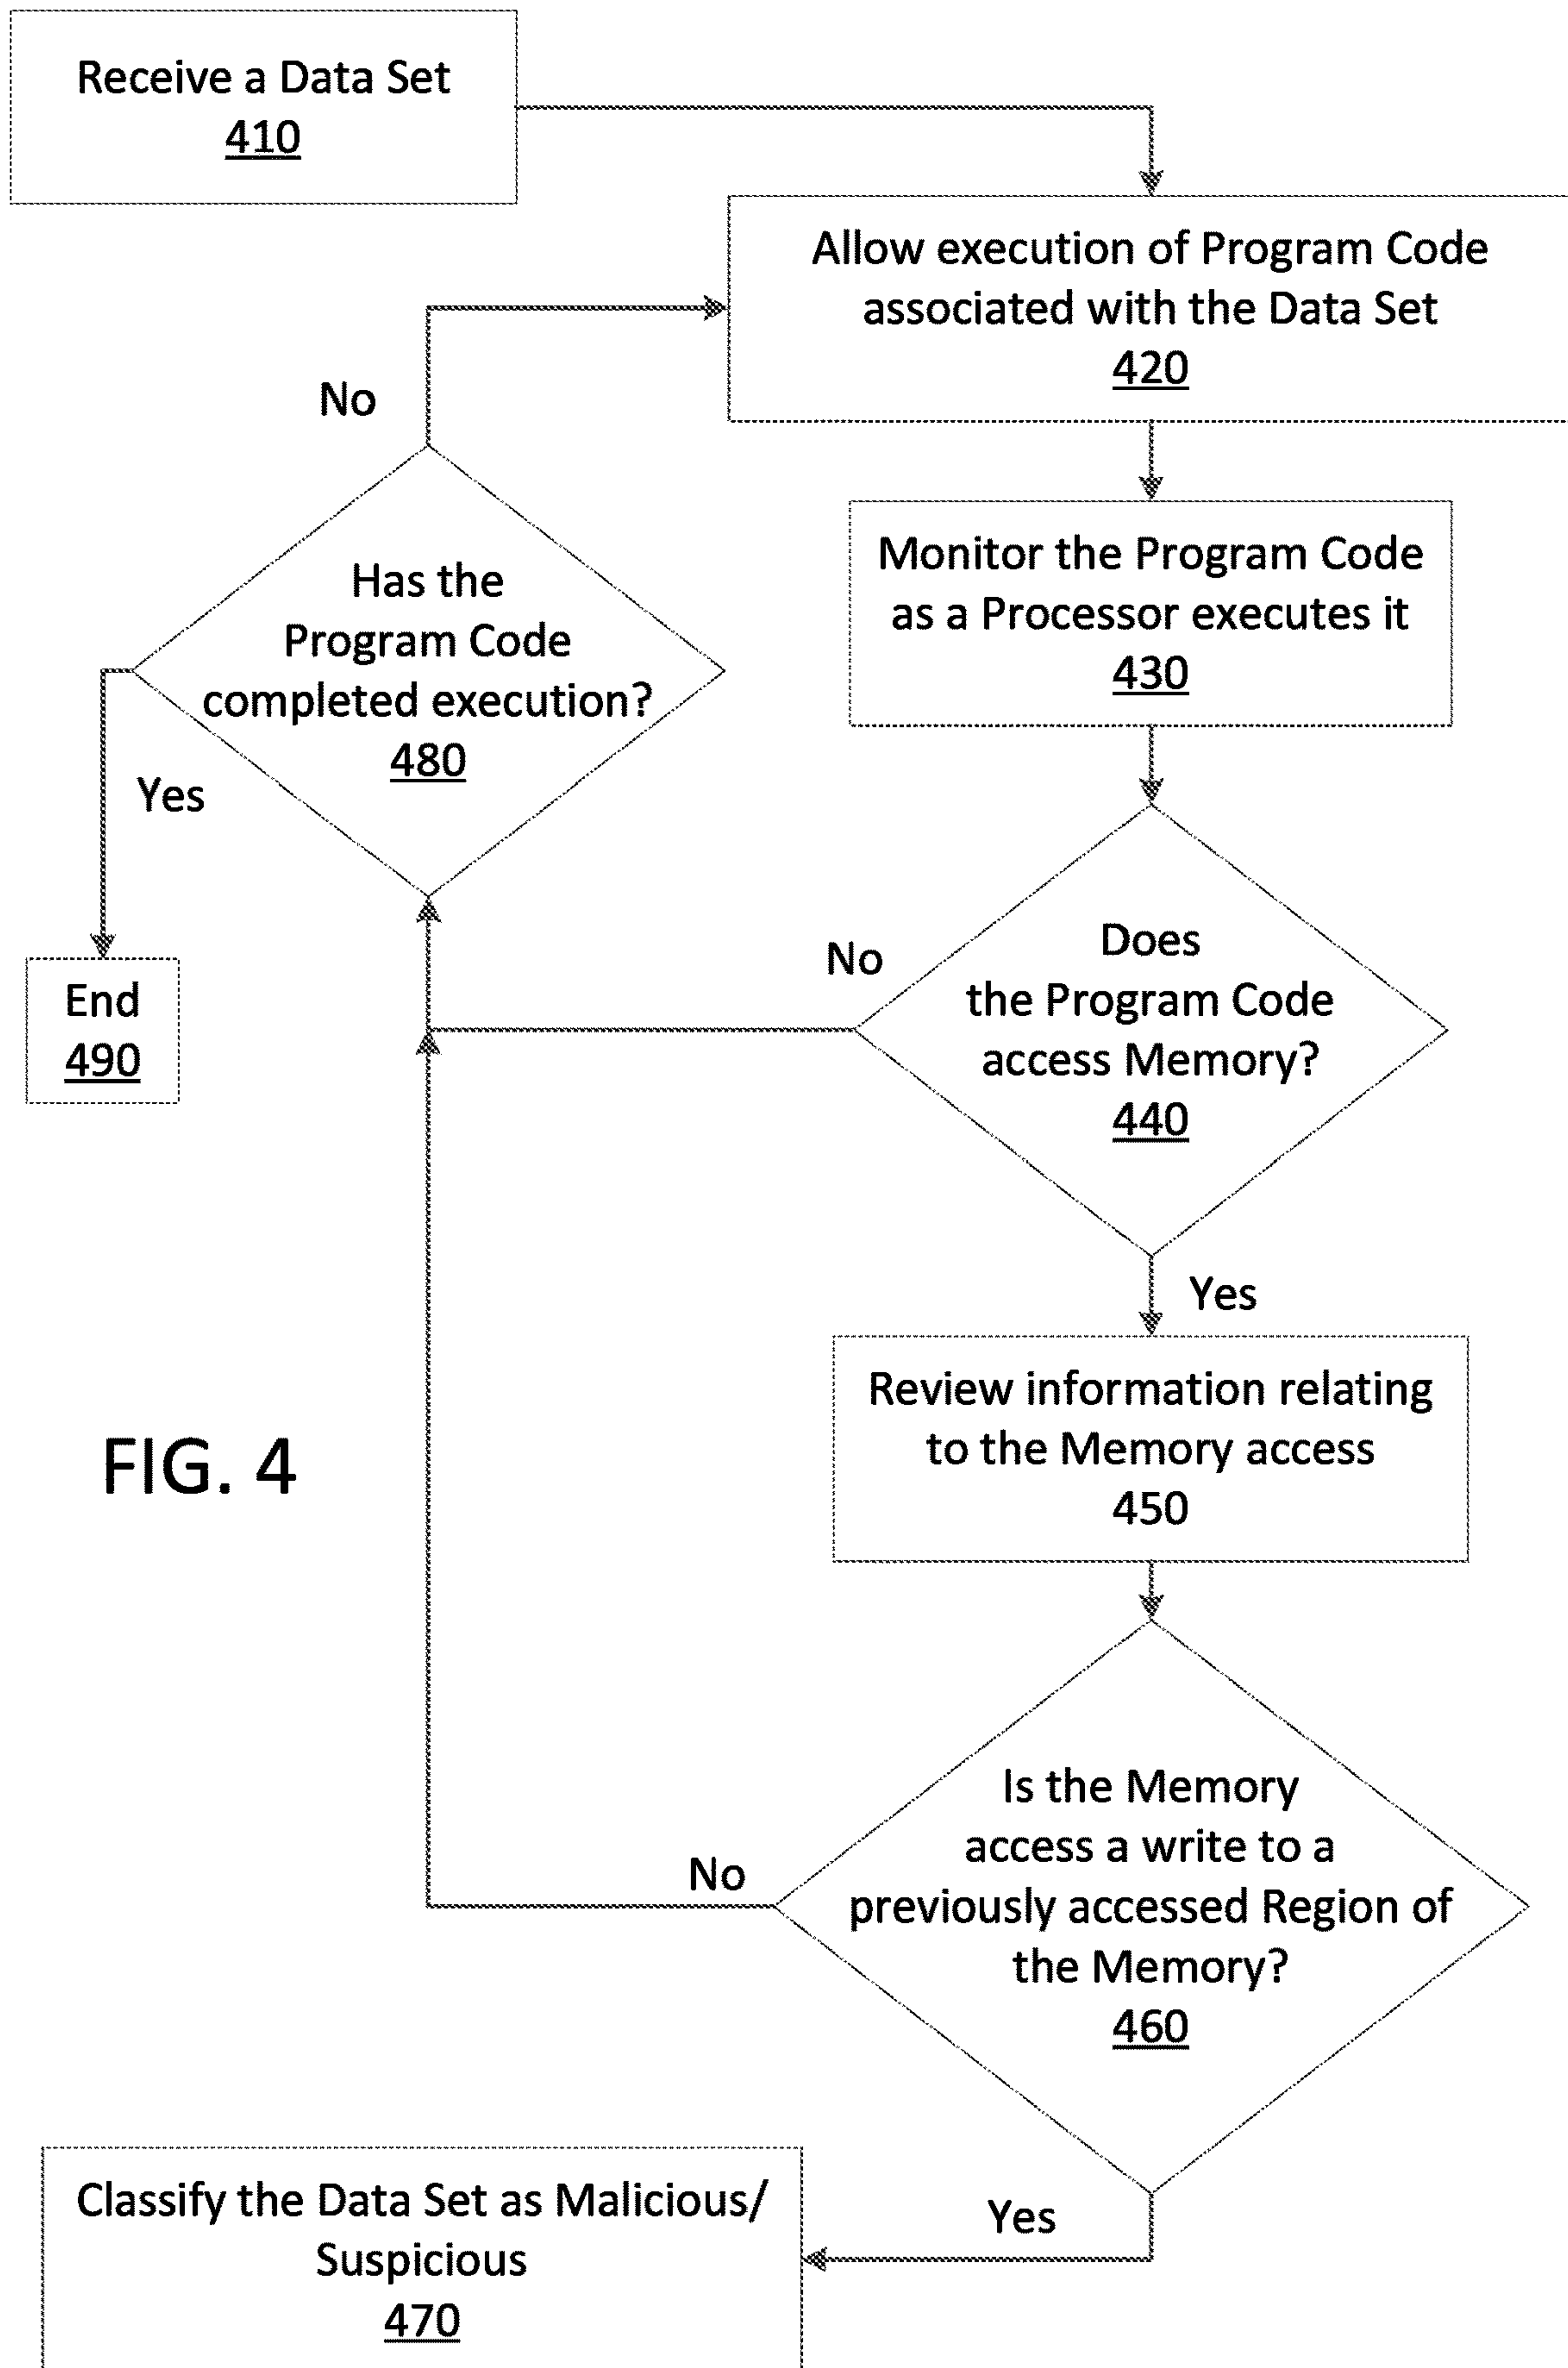 Receive a Data Set
410
Allow execution of Program Code
associated with the Data Set
420
No
Has the
Program Code
completed execution?
480
Yes
End
490
Monitor the Program Code
as a Processor executes it
430
Does
the Program Code
access Memory?
440
No
Yes
Review information relating
to the Memory access
450
FIG. 4
Is the Memory
access a write to a
previously accessed Region of
the Memory?
460
No
Yes
Classify the Data Set as Malicious/
Suspicious
470